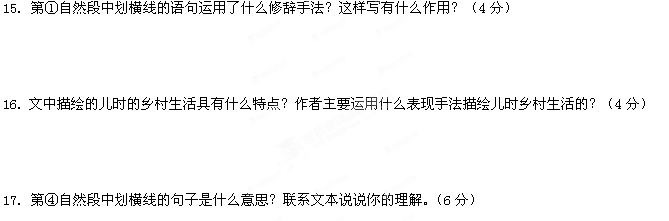 15. 第①自然段中划横线的语句运用了什么修辞手法？这样写有什么作用？（4分）
16. 文中描绘的儿时的乡村生活具有什么特点？作者主要运用什么表现手法描绘儿时乡村生活的？（4分）
17. 第④自然段中划横线的句子是什么意思？联系文本说说你的理解。（6分）